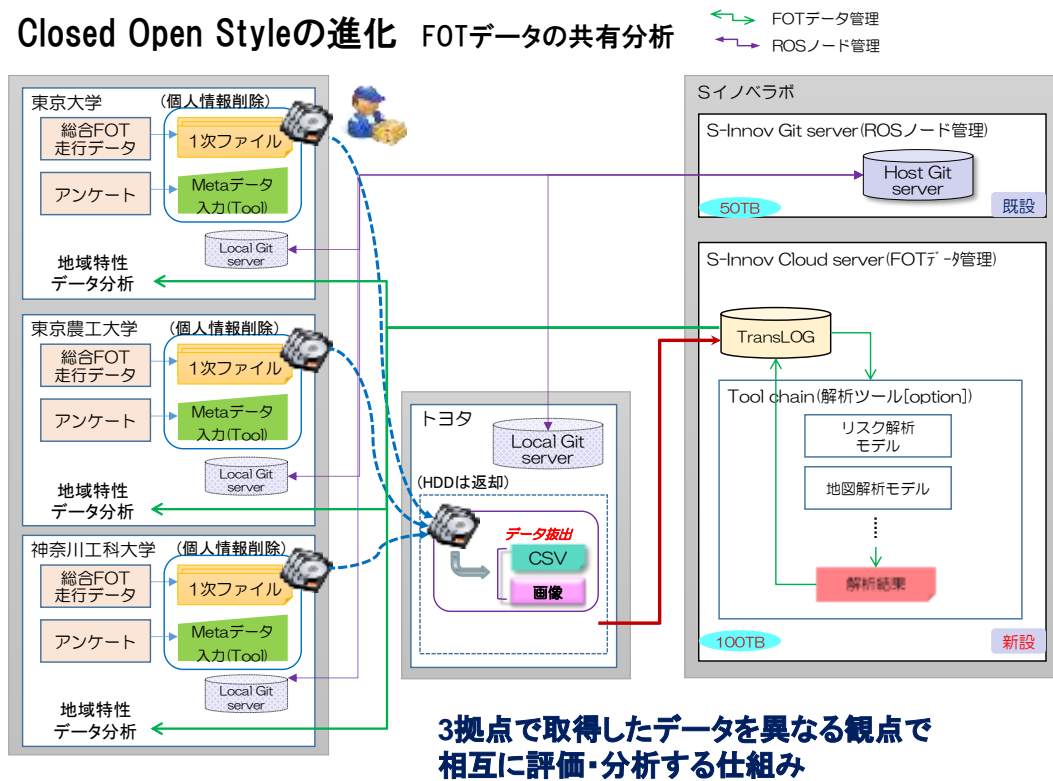 Closed Open Styleの進化 FOTデータの共有分析
FOTデータ管理
ROSノード管理
東京大学
(個人情報削除)
総合FOT
走行データ
1次ファイル
アンケート
Metaデータ
入力(Tool)
Local Git
server
地域特性
データ分析
東京農工大学
(個人情報削除)
総合FOT
走行データ
1次ファイル
アンケート
Metaデータ
入力(Tool)
Local Git
server
地域特性
データ分析
神奈川工科大学
(個人情報削除)
総合FOT
走行データ
1次ファイル
アンケート
Metaデータ
入力(Tool)
Local Git
server
地域特性
データ分析
トヨタ
Local Git
server
(HDDは返却)
データ抜出
CSV
画像
Sイノベラボ
S-Innov Git server(ROSノード管理)
Host Git
server
50TB
既設
S-Innov Cloud server(FOTデータ管理)
TransLOG
Tool chain(解析ツール[option])
リスク解析
モデル
地図解析モデル
解析結果
100TB
新設
3拠点で取得したデータを異なる観点で
相互に評価・分析する仕組み